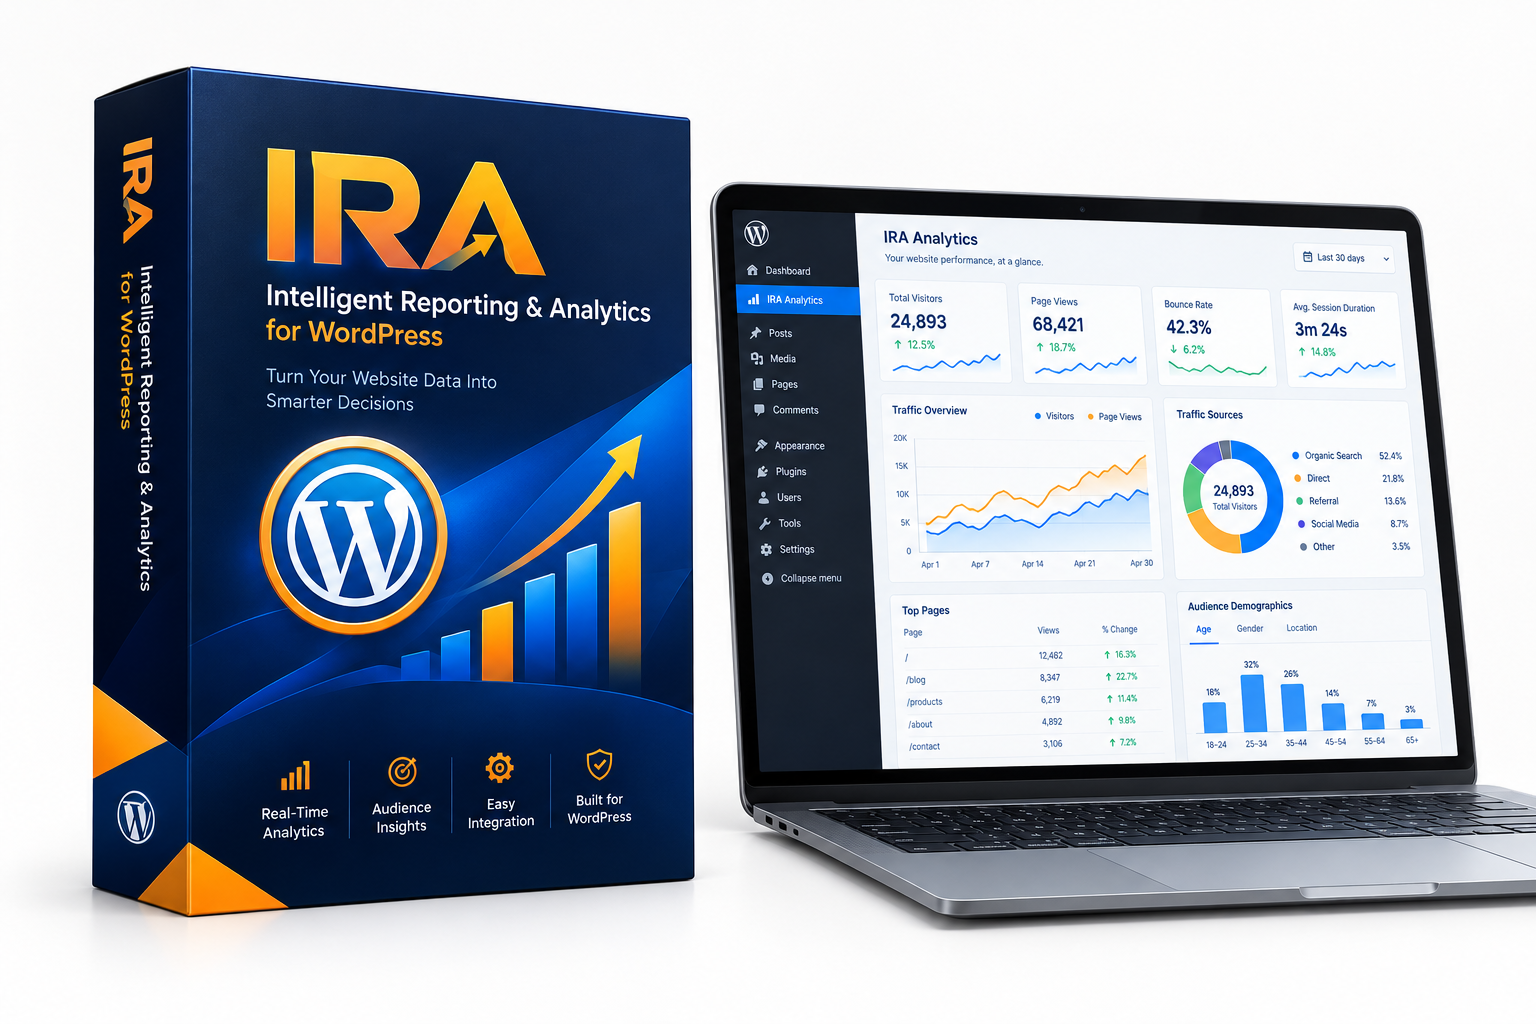 IRA
Intelligent Reporting & Analytics
for WordPress
IRA
Intelligent Reporting & Analytics
for WordPress
Turn Your Website Data Into
Smarter Decisions
Real-Time
Analytics
Audience
Insights
Easy
Integration
Built for
WordPress
Dashboard
IRA Analytics
Posts
Media
Pages
Comments
Appearance
Plugins
Users
Tools
Settings
Collapse menu
IRA Analytics
Your website performance, at a glance.
Last 30 days
Total Visitors
24,893
↑ 12.5%
Page Views
68,421
↑ 18.7%
Bounce Rate
42.3%
↓ 6.2%
Avg. Session Duration
3m 24s
↑ 14.8%
Traffic Overview
Visitors
Page Views
20K
15K
10K
5K
0
Apr 1
Apr 7
Apr 14
Apr 21
Apr 30
Traffic Sources
24,893
Total Visitors
Organic Search 52.4%
Direct 21.8%
Referral 13.6%
Social Media 8.7%
Other 3.5%
Top Pages
Page Views % Change
/ 12,462 ↑ 16.3%
/blog 8,347 ↑ 22.7%
/products 6,219 ↑ 11.4%
/about 4,892 ↑ 9.8%
/contact 3,106 ↑ 7.2%
Audience Demographics
Age Gender Location
18% 32% 26% 14% 7% 3%
18-24 25-34 35-44 45-54 55-64 65+